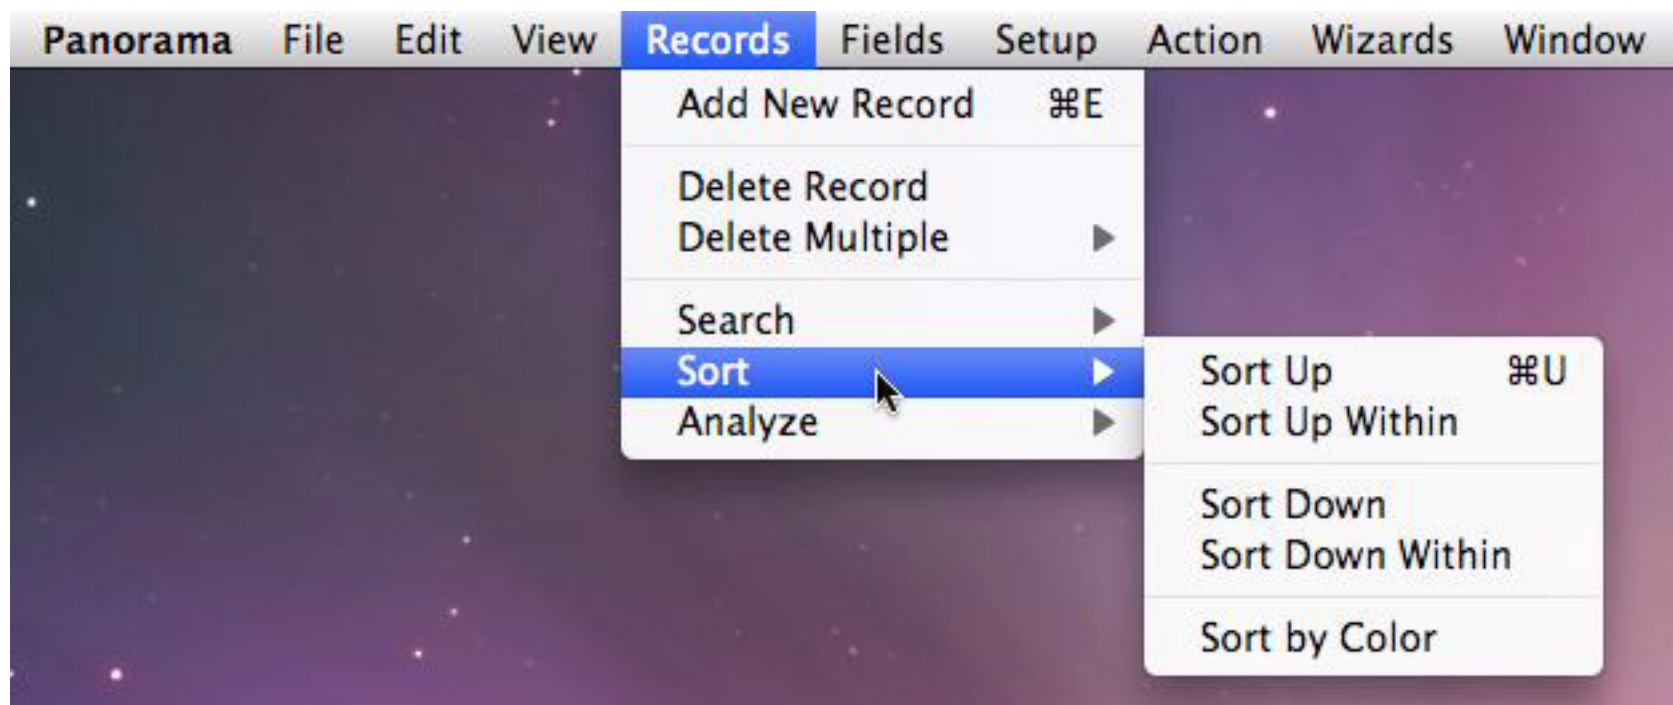 Panorama File Edit View Records Fields Setup Action Wizards Window
Add New Record ⌘E
Delete Record
Delete Multiple
Search
Sort
Analyze
Sort Up ⌘U
Sort Up Within
Sort Down
Sort Down Within
Sort by Color